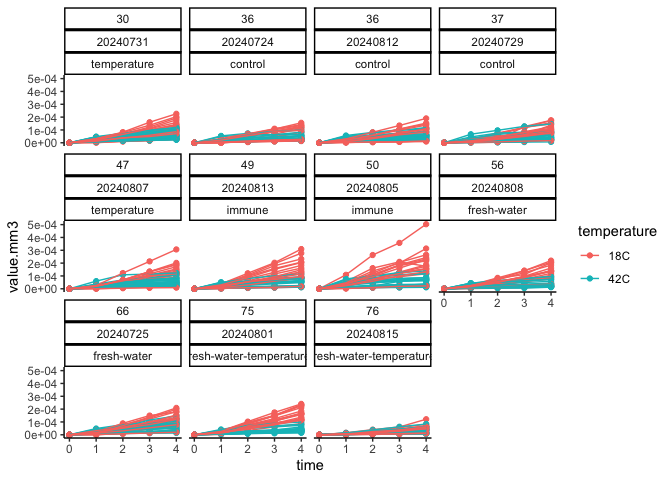 30 36 36 37
20240731 20240724 20240812 20240729
temperature control control control
5e-04
4e-04
3e-04
2e-04
1e-04
0e+00
47 49 50 56
20240807 20240813 20240805 20240808
temperature immune immune fresh-water
5e-04
4e-04
3e-04
2e-04
1e-04
0e+00
0 1 2 3 4
value.mm3
temperature
18C
42C
66 75 76
20240725 20240801 20240815
fresh-water resh-water-temperature resh-water-temperature
5e-04
4e-04
3e-04
2e-04
1e-04
0e+00
0 1 2 3 4 0 1 2 3 4 0 1 2 3 4
time